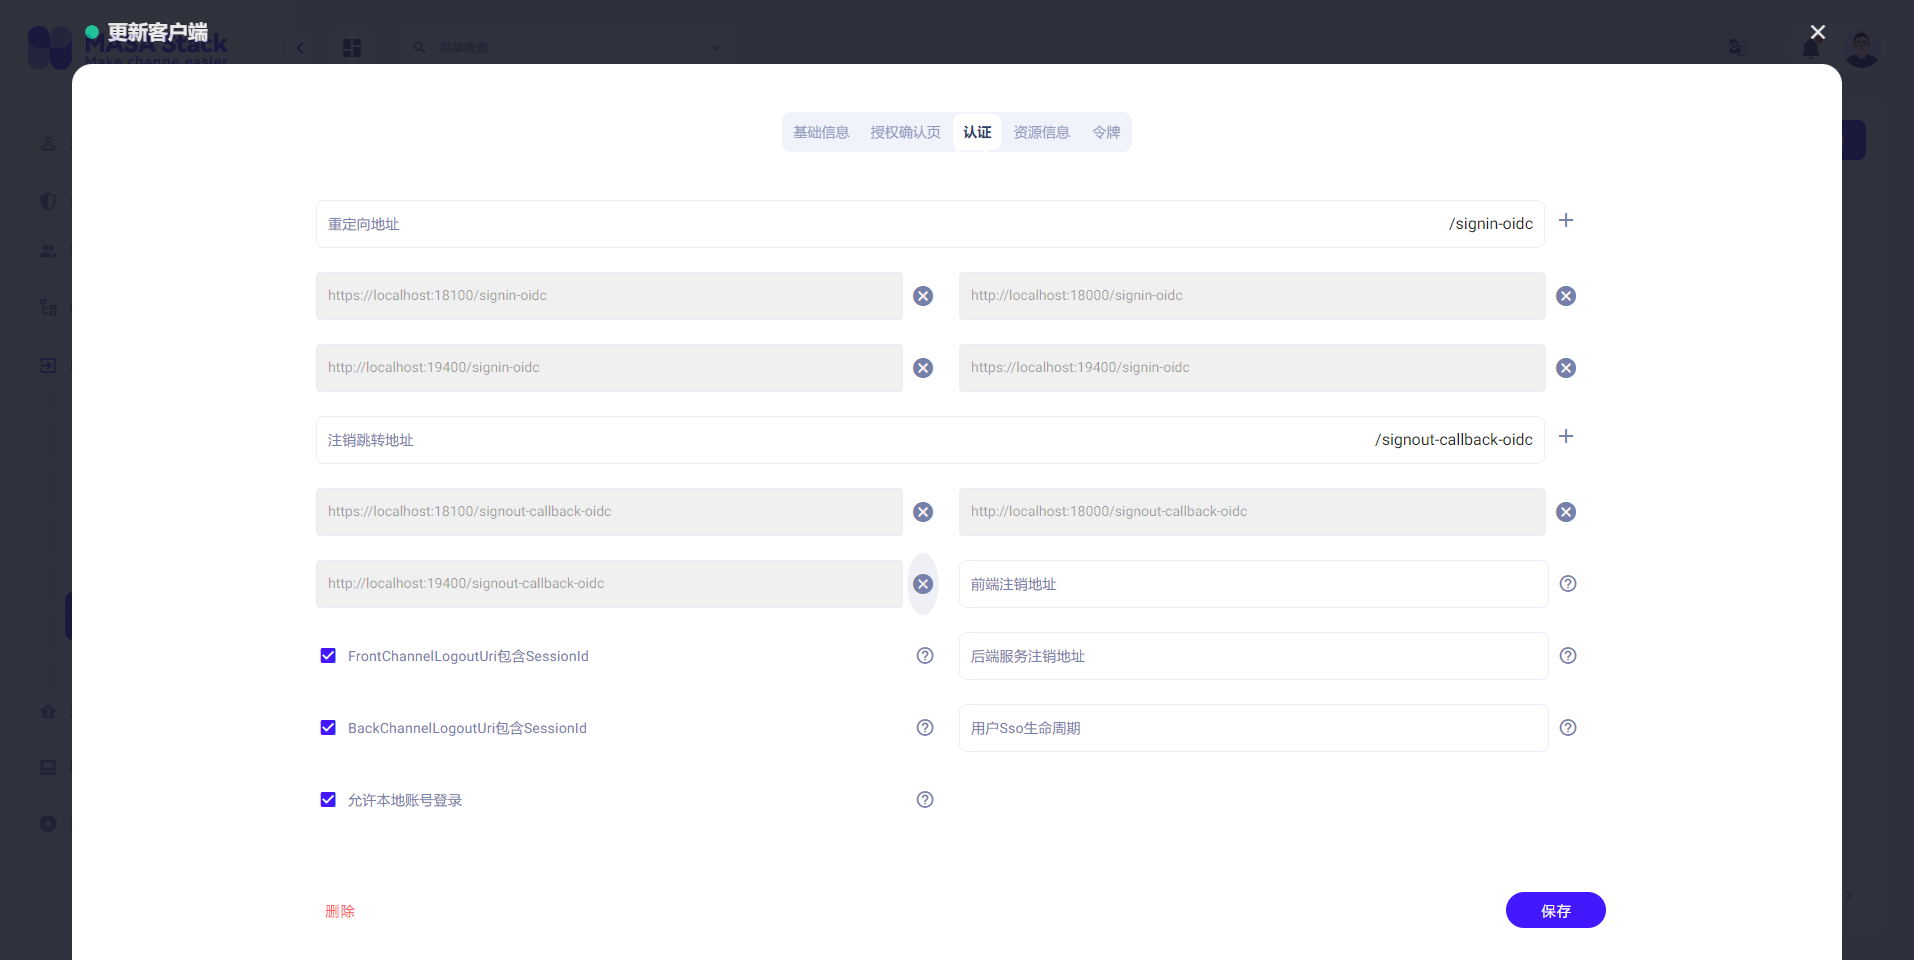 更新客户端
MASA Stack
Make change easier
菜单搜索
基础信息 授权确认页 认证 资源信息 令牌
重定向地址 /signin-oidc
https://localhost:18100/signin-oidc http://localhost:18000/signin-oidc
http://localhost:19400/signin-oidc https://localhost:19400/signin-oidc
注销跳转地址 /signout-callback-oidc
https://localhost:18100/signout-callback-oidc http://localhost:18000/signout-callback-oidc
http://localhost:19400/signout-callback-oidc 前端注销地址
FrontChannelLogoutUri包含SessionId 后端服务注销地址
BackChannelLogoutUri包含SessionId 用户Sso生命周期
允许本地账号登录
删除 保存